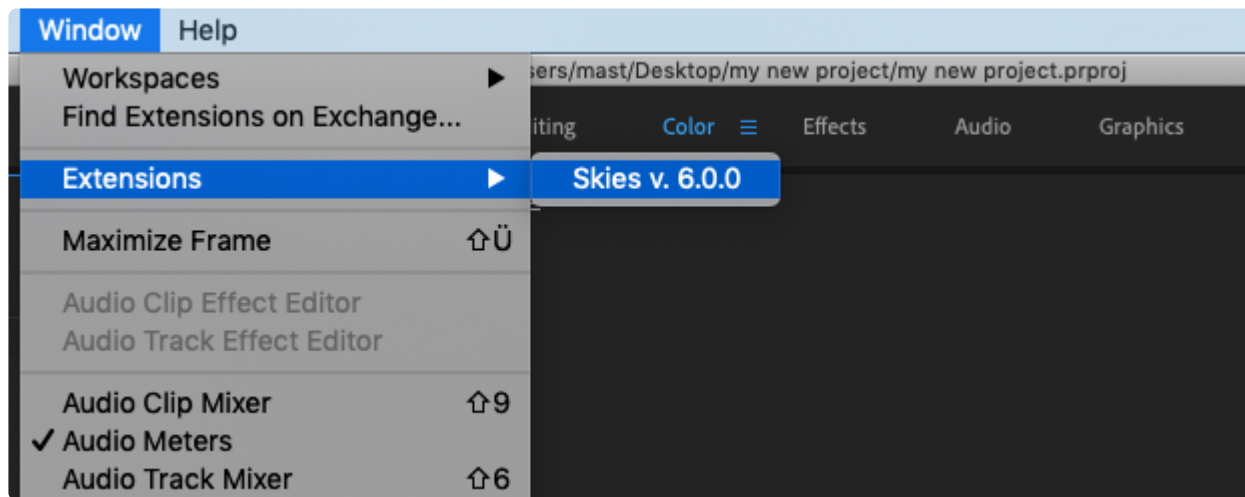 Window Help
Workspaces
sers/mast/Desktop/my new project/my new project.prproj
Find Extensions on Exchange...
iting Color Effects Audio Graphics
Extensions
Skies v. 6.0.0
Maximize Frame ⇧Ü
Audio Clip Effect Editor
Audio Track Effect Editor
Audio Clip Mixer ⇧9
✓ Audio Meters
Audio Track Mixer ⇧6